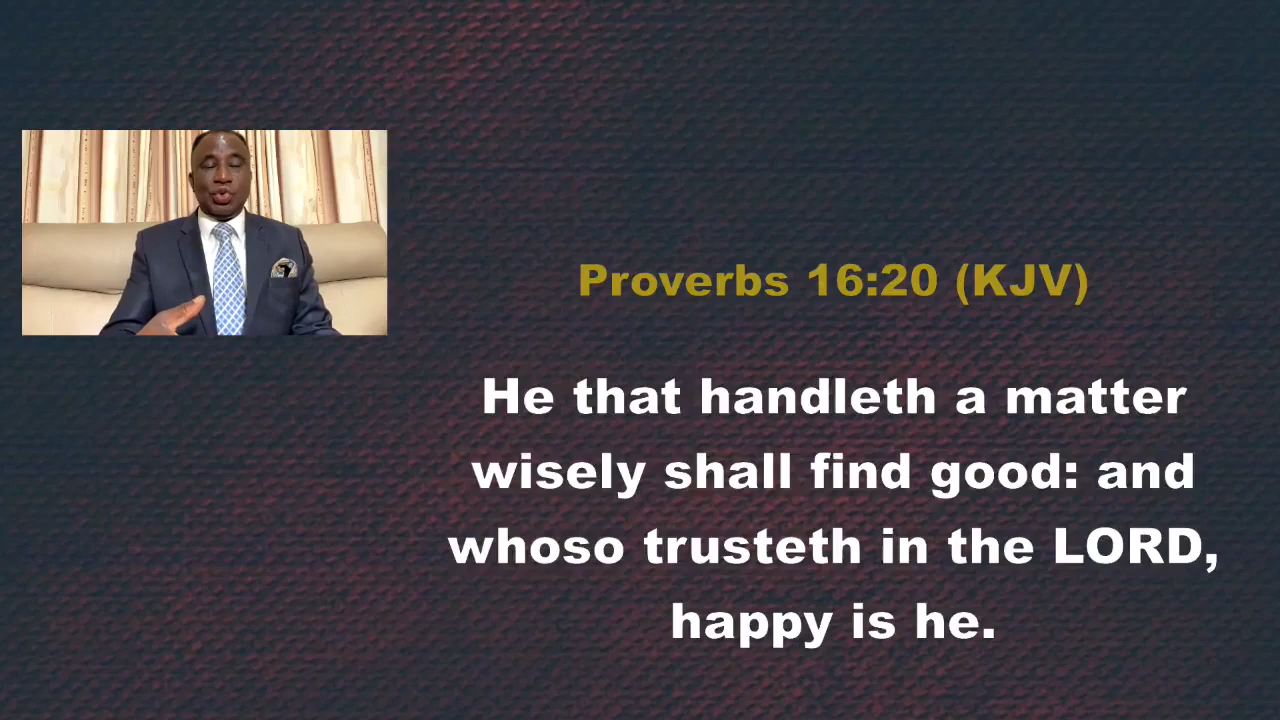 Proverbs 16:20 (KJV)
He that handleth a matter
wisely shall find good: and
whoso trusteth in the LORD,
happy is he.